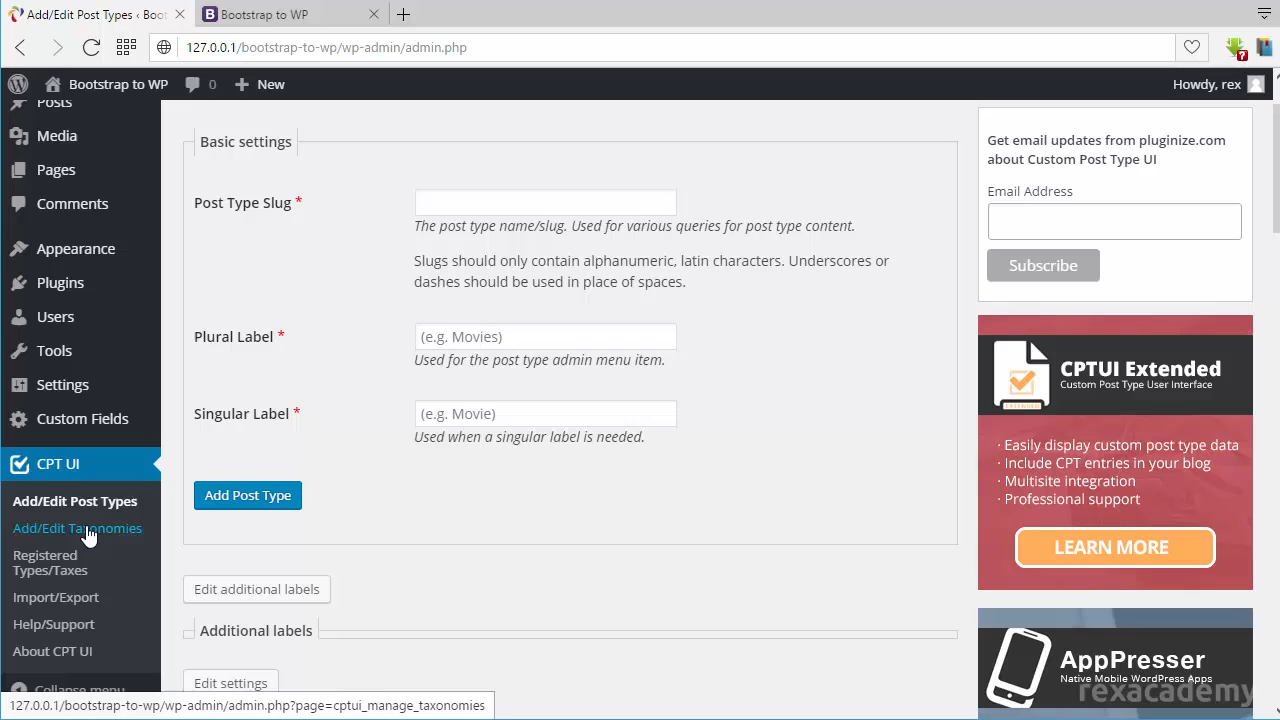 Add/Edit Post Types ‹ Boot
Bootstrap to WP
127.0.0.1/bootstrap-to-wp/wp-admin/admin.php
Bootstrap to WP
0
New
Howdy, rex
Posts
Media
Pages
Comments
Appearance
Plugins
Users
Tools
Settings
Custom Fields
CPT UI
Add/Edit Post Types
Add/Edit Taxonomies
Registered
Types/Taxes
Import/Export
Help/Support
About CPT UI
Collapse menu
Basic settings
Post Type Slug *
The post type name/slug. Used for various queries for post type content.
Slugs should only contain alphanumeric, latin characters. Underscores or
dashes should be used in place of spaces.
Plural Label *
(e.g. Movies)
Used for the post type admin menu item.
Singular Label *
(e.g. Movie)
Used when a singular label is needed.
Add Post Type
Edit additional labels
Additional labels
Edit settings
Get email updates from pluginize.com
about Custom Post Type UI
Email Address
Subscribe
CPTUI Extended
Custom Post Type User Interface
· Easily display custom post type data
· Include CPT entries in your blog
· Multisite integration
· Professional support
LEARN MORE
AppPresser
Native Mobile WordPress Apps
rexacademy
127.0.0.1/bootstrap-to-wp/wp-admin/admin.php?page=cptui_manage_taxonomies